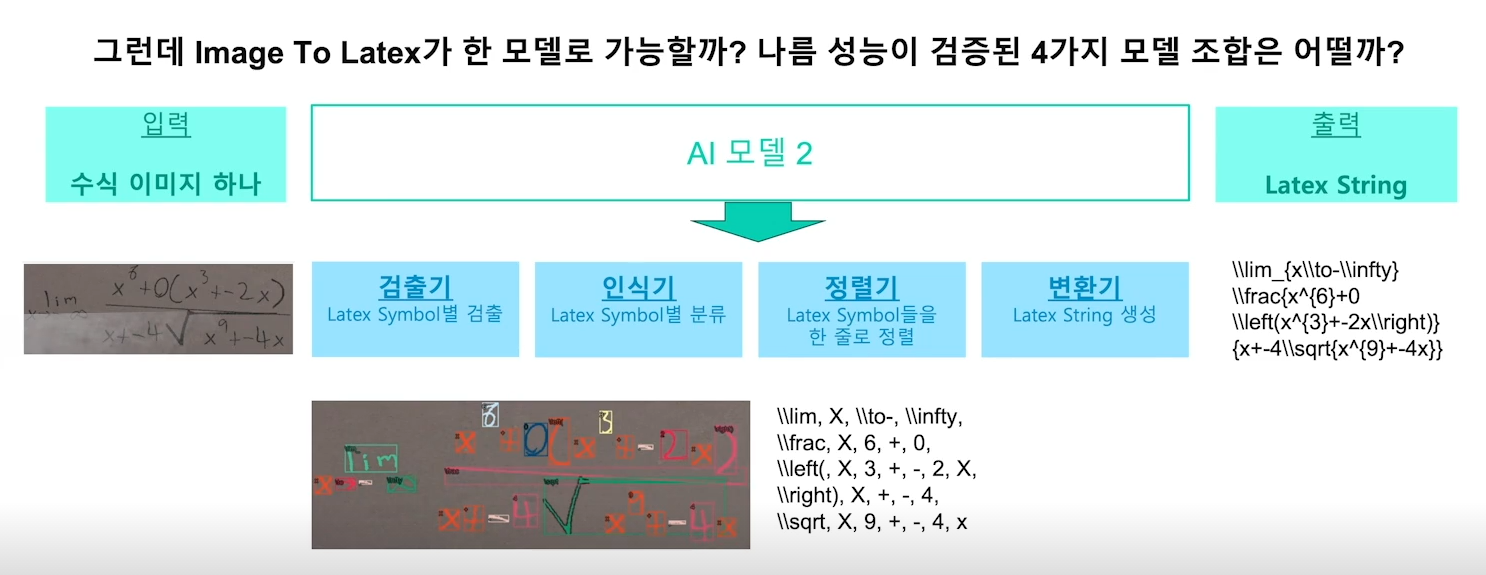 그런데 Image To Latex가 한 모델로 가능할까? 나름 성능이 검증된 4가지 모델 조합은 어떨까?
입력
수식 이미지 하나
AI 모델 2
출력
Latex String
lim
x⁶+0(x³+-2x)
x+-4√x⁹+-4x
검출기
Latex Symbol별 검출
인식기
Latex Symbol별 분류
정렬기
Latex Symbol들을
한 줄로 정렬
변환기
Latex String 생성
\\lim_{x\\to-\\infty}
\\frac{x^{6}+0
\\left(x^{3}+-2x\\right)}
{x+-4\\sqrt{x^{9}+-4x}}
6 3
x+0(x+-2x)
lim
x→-∞
9
x+-4√x+-4x
\\lim, X, \\to-, \\infty,
\\frac, X, 6, +, 0,
\\left(, X, 3, +, -, 2, X,
\\right), X, +, -, 4,
\\sqrt, X, 9, +, -, 4, x